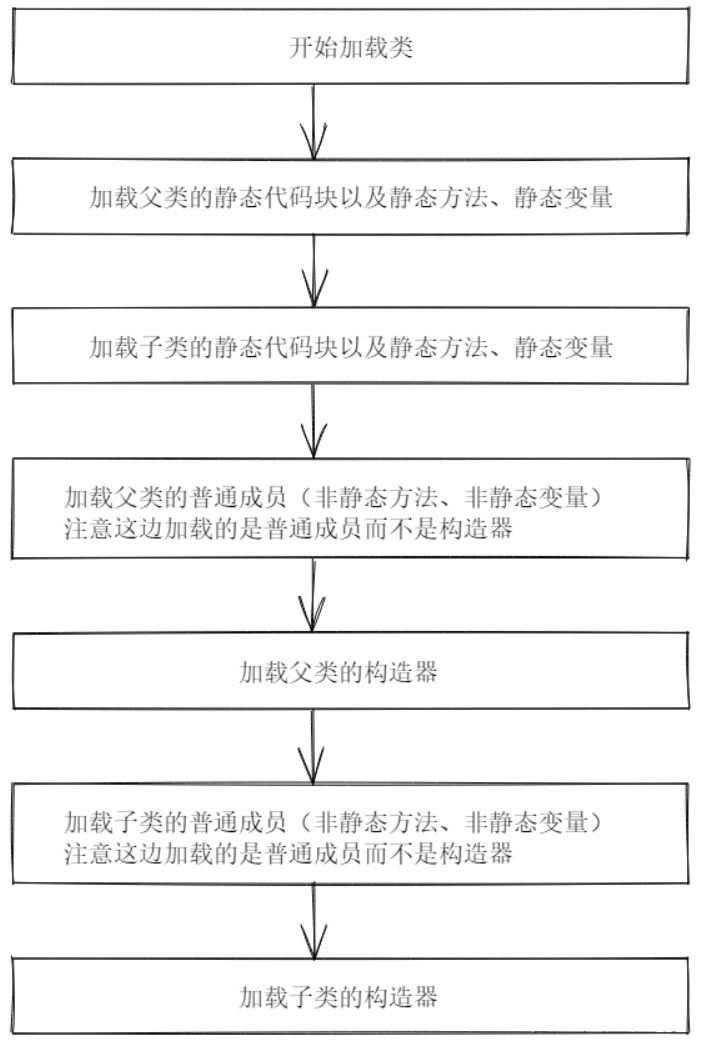 开始加载类
加载父类的静态代码块以及静态方法、静态变量
加载子类的静态代码块以及静态方法、静态变量
加载父类的普通成员（非静态方法、非静态变量）
注意这边加载的是普通成员而不是构造器
加载父类的构造器
加载子类的普通成员（非静态方法、非静态变量）
注意这边加载的是普通成员而不是构造器
加载子类的构造器